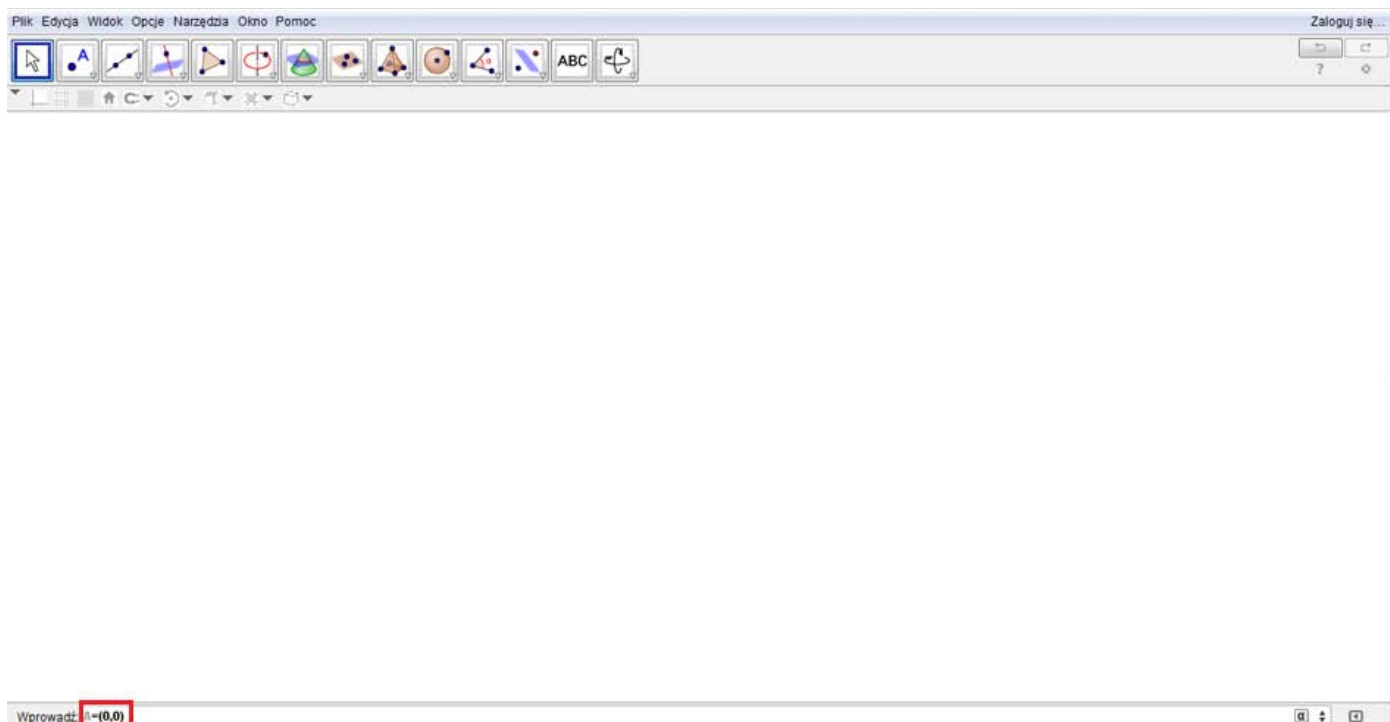 Plik Edycja Widok Opcje Narzędzia Okno Pomoc Zaloguj się...
A ABC
?
Wprowadź: =(0,0) α